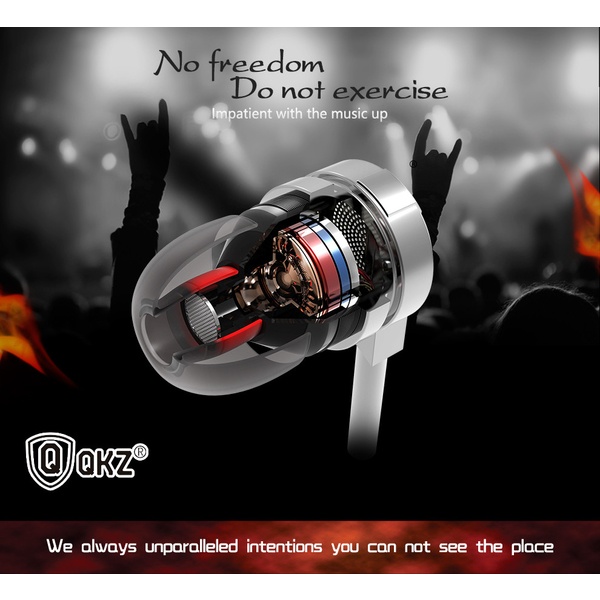 No freedom
Do not exercise
Impatient with the music up
Q QKZ®
We always unparalleled intentions you can not see the place